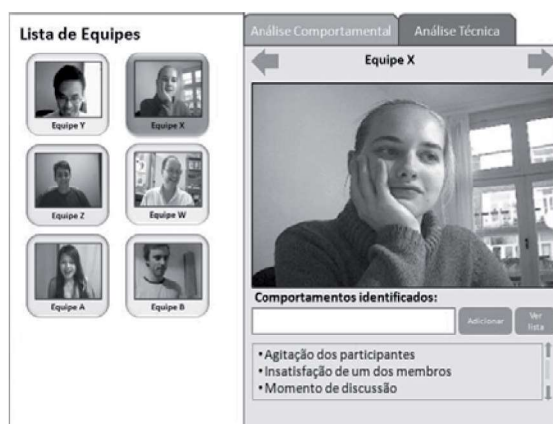 Lista de Equipes
Equipe Y
Equipe X
Equipe Z
Equipe W
Equipe A
Equipe B
Análise Comportamental
Análise Técnica
Equipe X
Comportamentos identificados:
Adicionar
Ver
lista
• Agitação dos participantes
• Insatisfação de um dos membros
• Momento de discussão